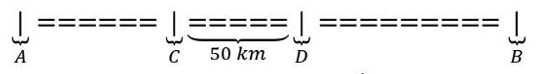 | ====== | ===== | ========= |
A C 50 km D B